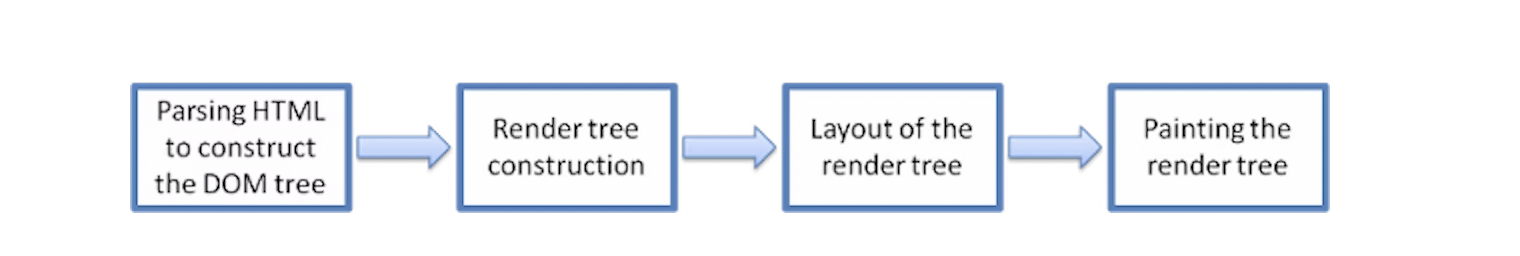 Parsing HTML
to construct
the DOM tree
Render tree
construction
Layout of the
render tree
Painting the
render tree